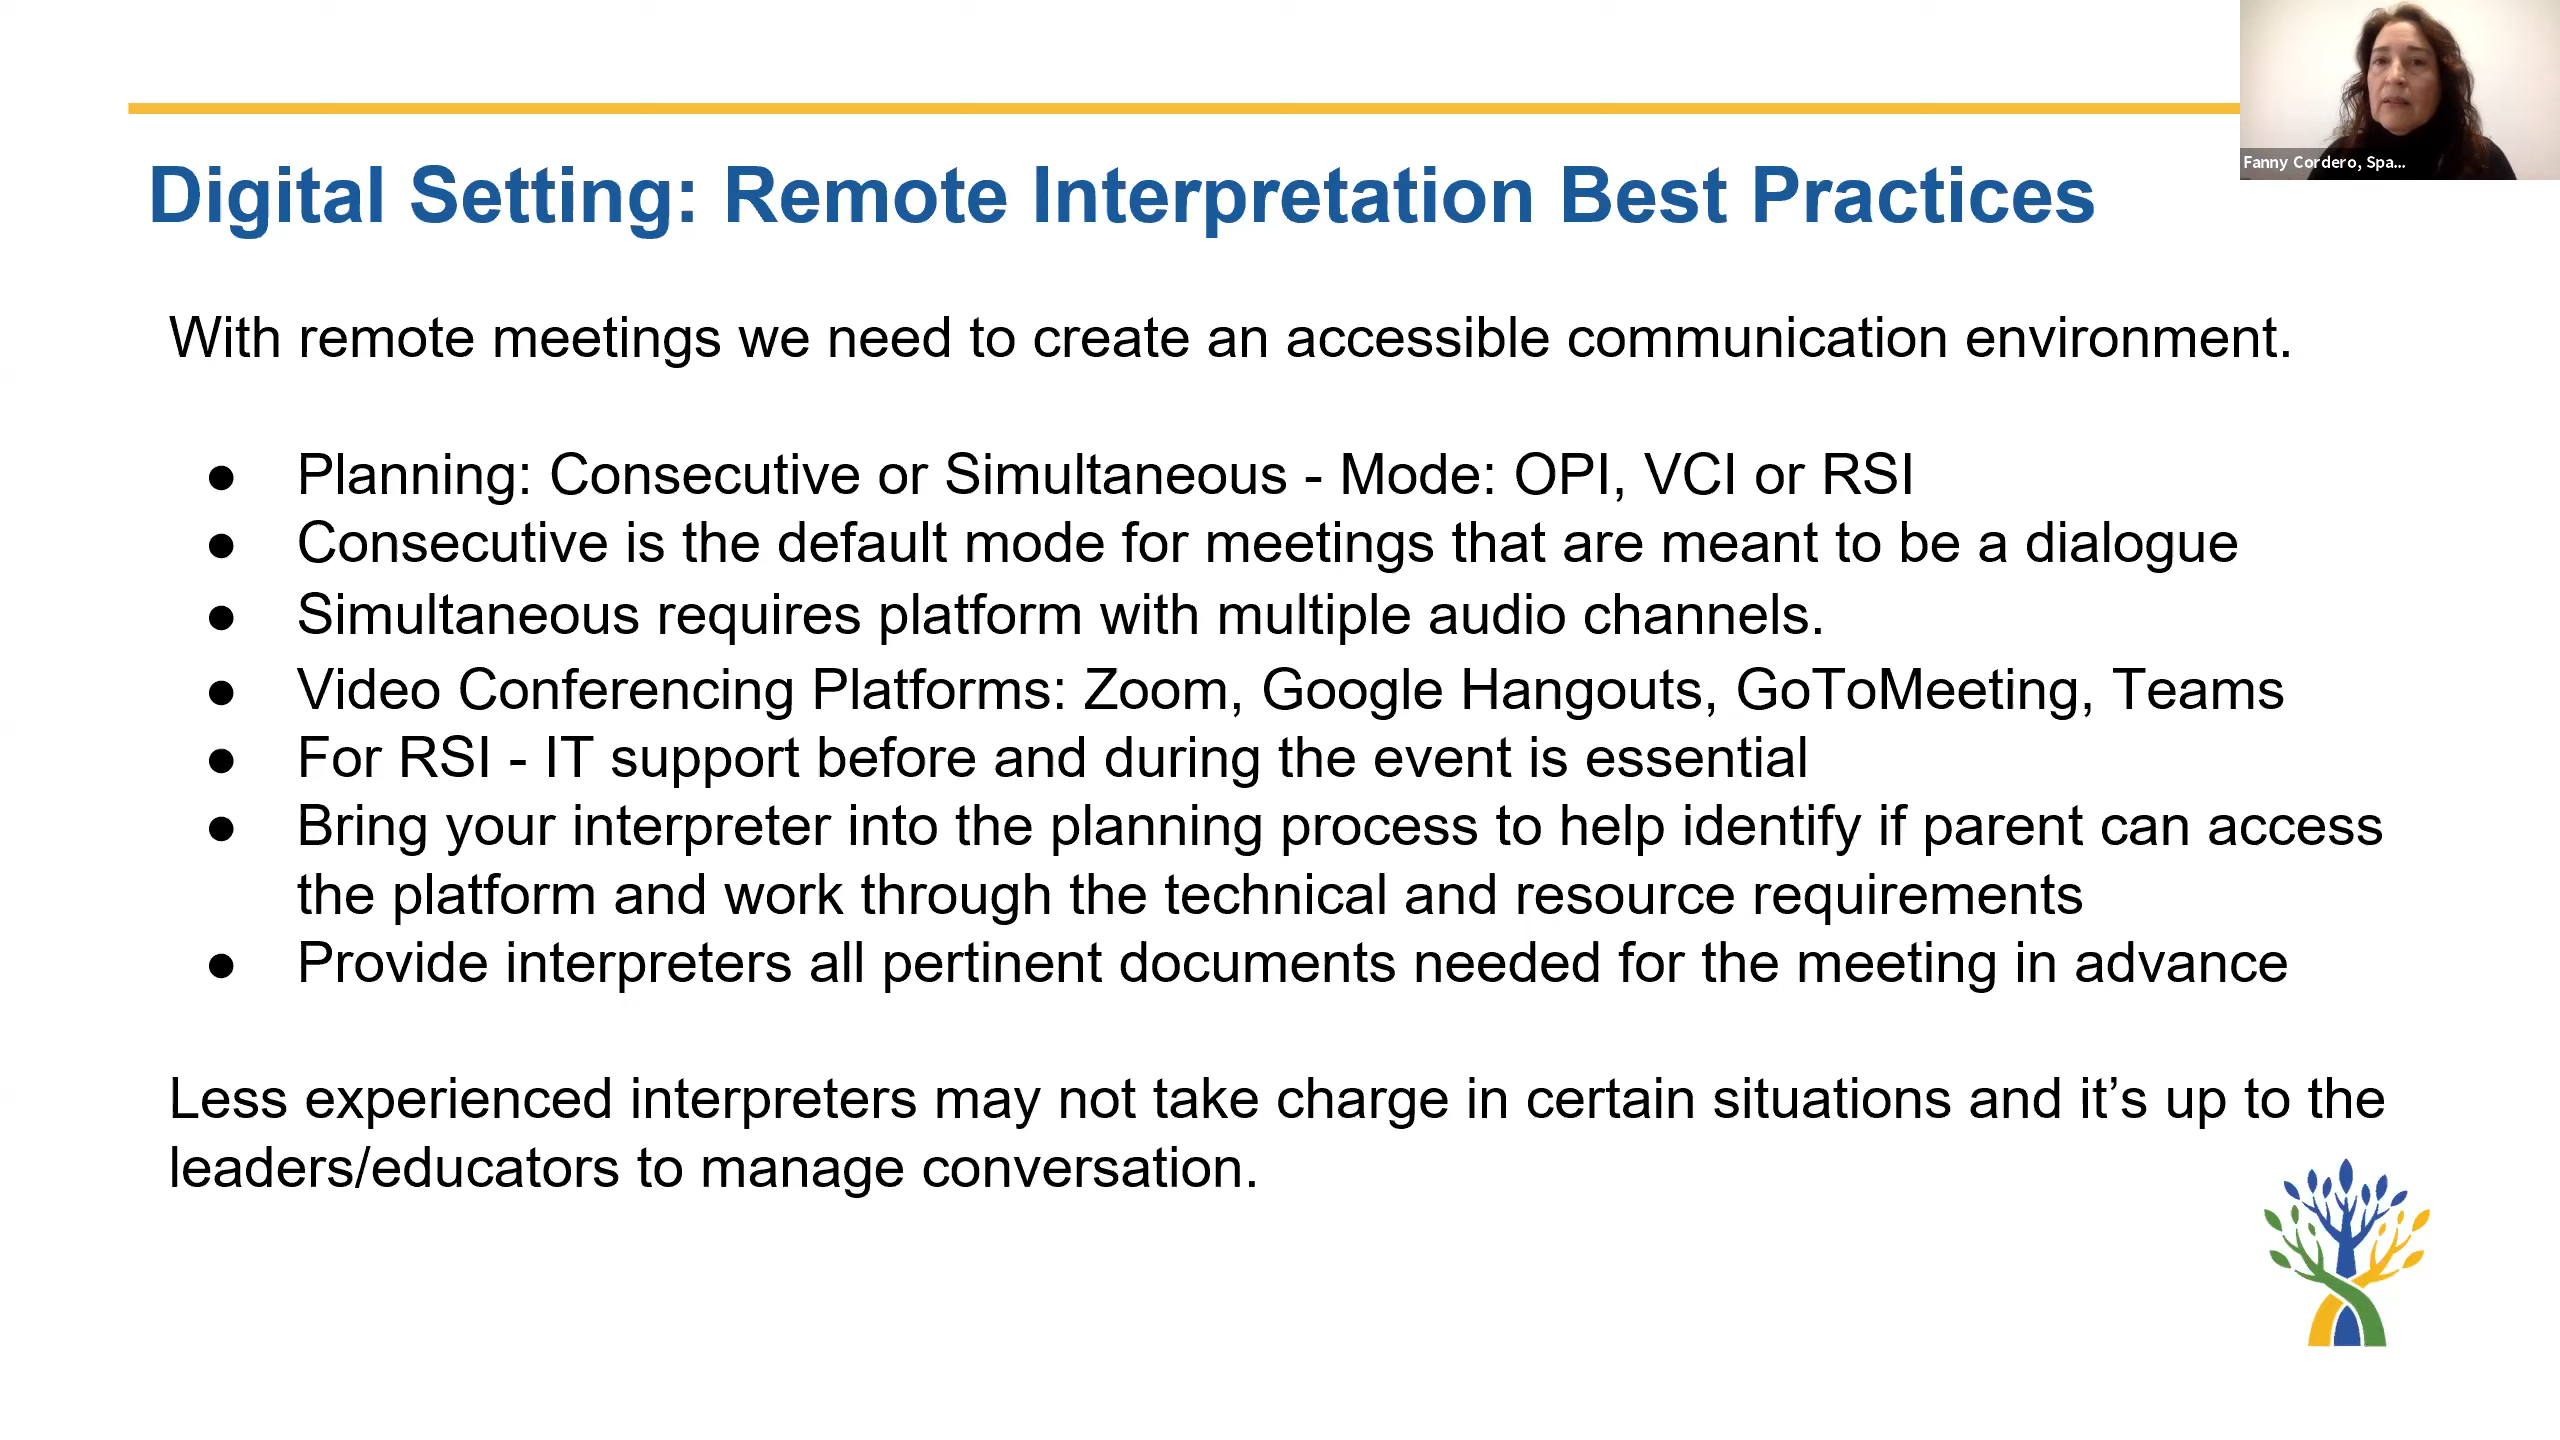 Fanny Cordero, Spa...
Digital Setting: Remote Interpretation Best Practices
With remote meetings we need to create an accessible communication environment.
● Planning: Consecutive or Simultaneous - Mode: OPI, VCI or RSI
● Consecutive is the default mode for meetings that are meant to be a dialogue
● Simultaneous requires platform with multiple audio channels.
● Video Conferencing Platforms: Zoom, Google Hangouts, GoToMeeting, Teams
● For RSI - IT support before and during the event is essential
● Bring your interpreter into the planning process to help identify if parent can access
the platform and work through the technical and resource requirements
● Provide interpreters all pertinent documents needed for the meeting in advance
Less experienced interpreters may not take charge in certain situations and it’s up to the
leaders/educators to manage conversation.